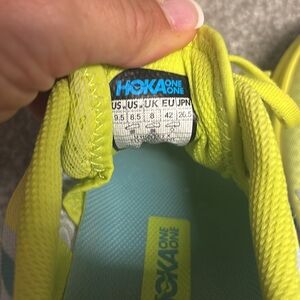 HOKA ONE ONE
US US UK EU JPN
9.5 8.5 8 42 26.5
HOKA ONE ONE